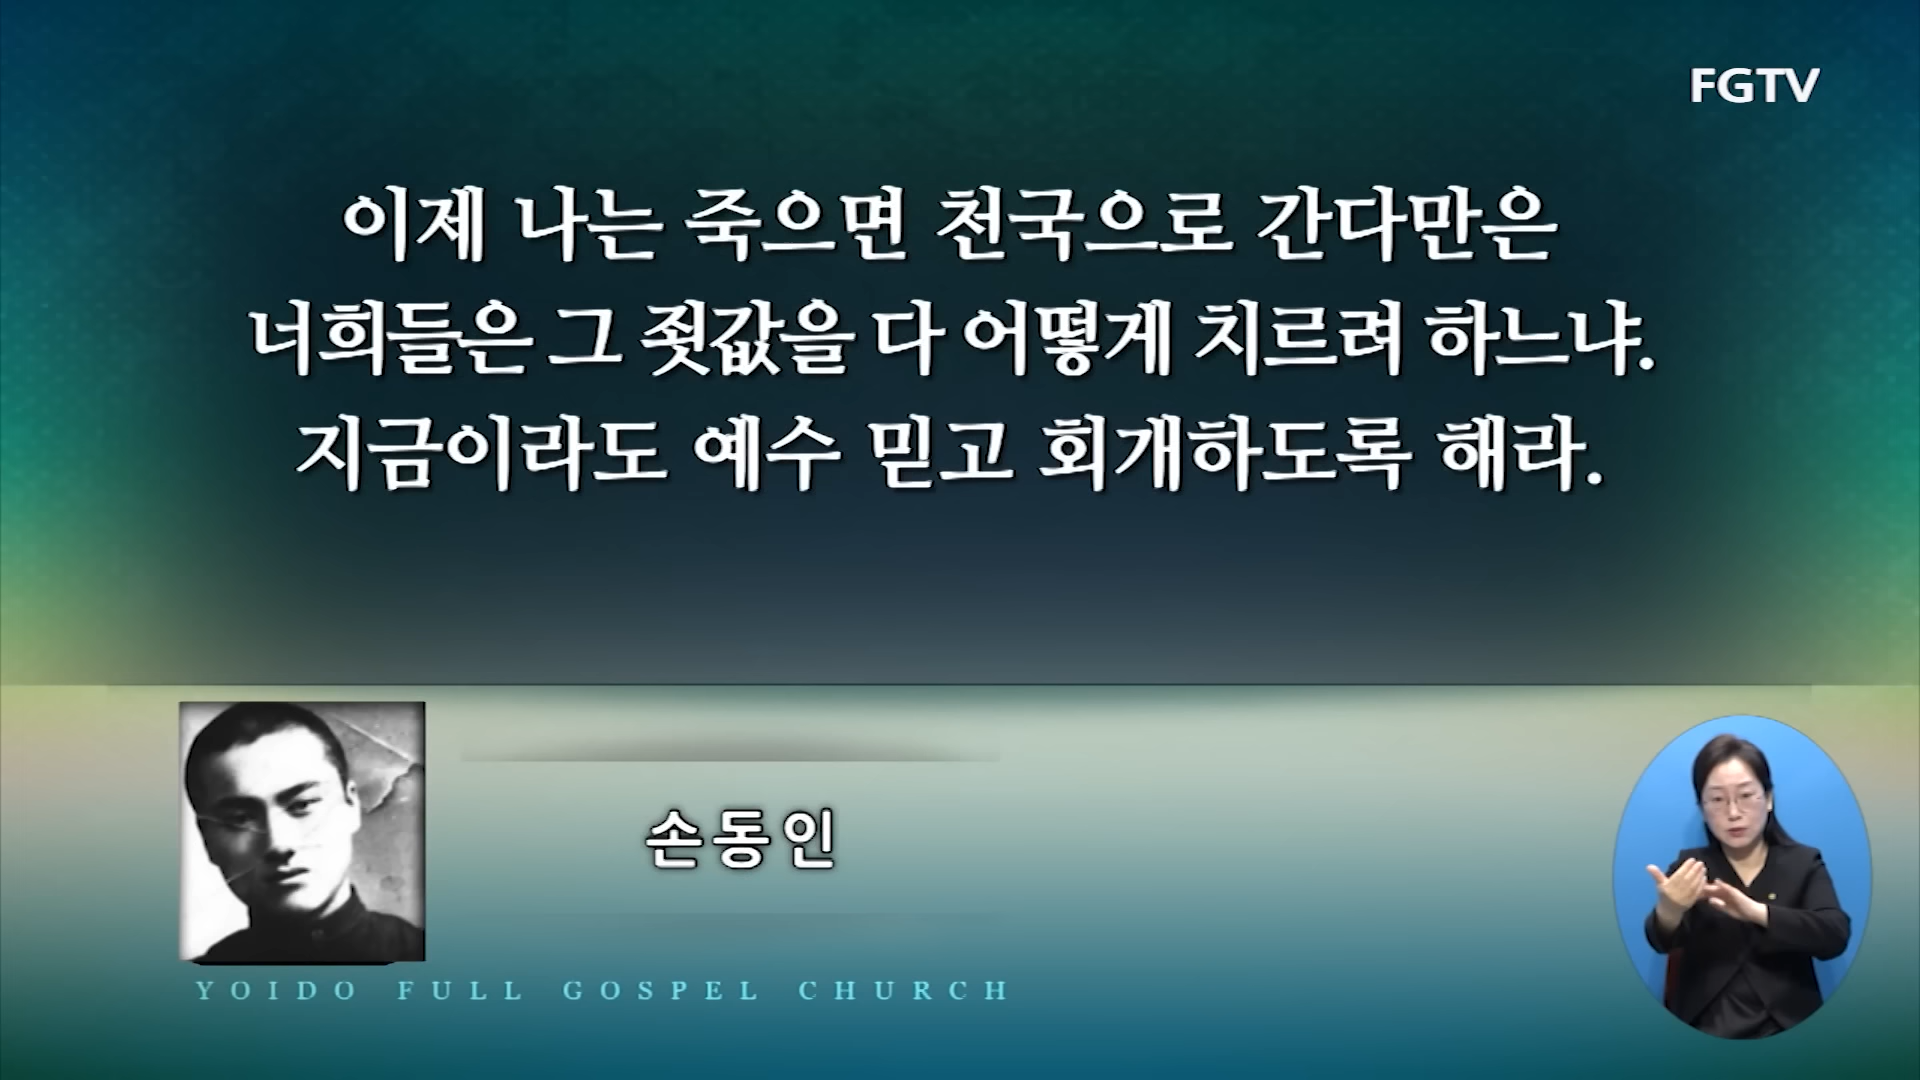 FGTV
이제 나는 죽으면 천국으로 간다만은
너희들은 그 죗값을 다 어떻게 치르려 하느냐.
지금이라도 예수 믿고 회개하도록 해라.
손동인
YOIDO FULL GOSPEL CHURCH